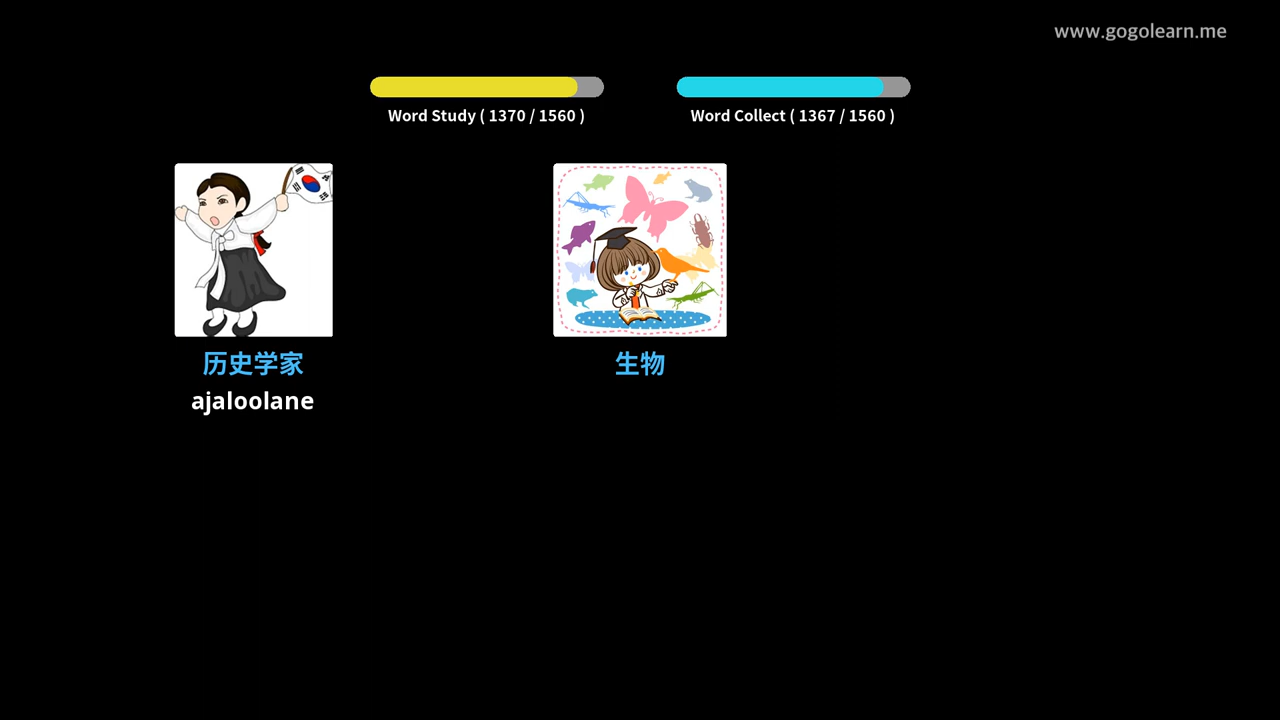 www.gogolearn.me
Word Study ( 1370 / 1560 )
Word Collect ( 1367 / 1560 )
历史学家
生物
ajaloolane